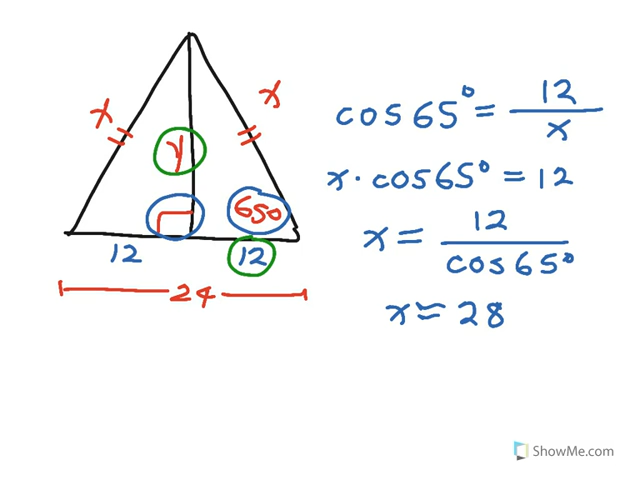 x
x
cos 65° = 12/x
y
x · cos 65° = 12
65°
x = 12/cos 65°
12
12
24
x ≈ 28
ShowMe.com